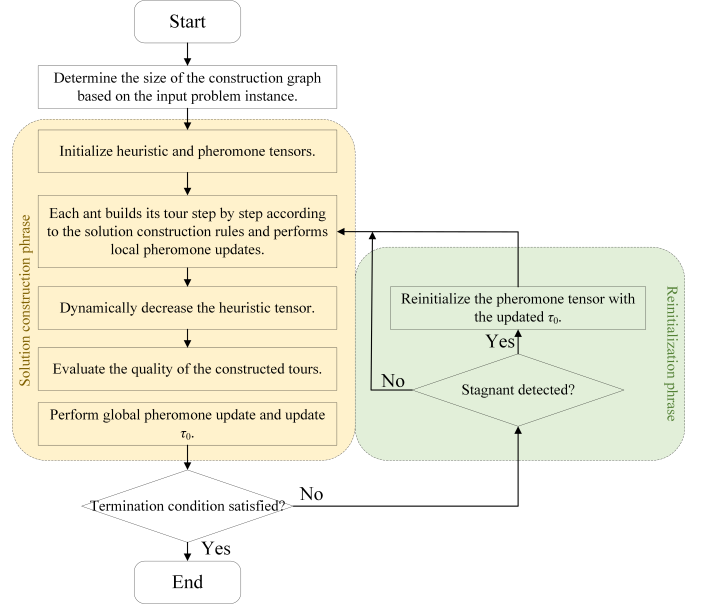 Start
Determine the size of the construction graph
based on the input problem instance.
Solution construction phrase
Initialize heuristic and pheromone tensors.
Each ant builds its tour step by step according
to the solution construction rules and performs
local pheromone updates.
Dynamically decrease the heuristic tensor.
Evaluate the quality of the constructed tours.
Perform global pheromone update and update
τ₀.
Termination condition satisfied?
No
Yes
End
Reinitialization phrase
Reinitialize the pheromone tensor with
the updated τ₀.
Yes
Stagnant detected?
No